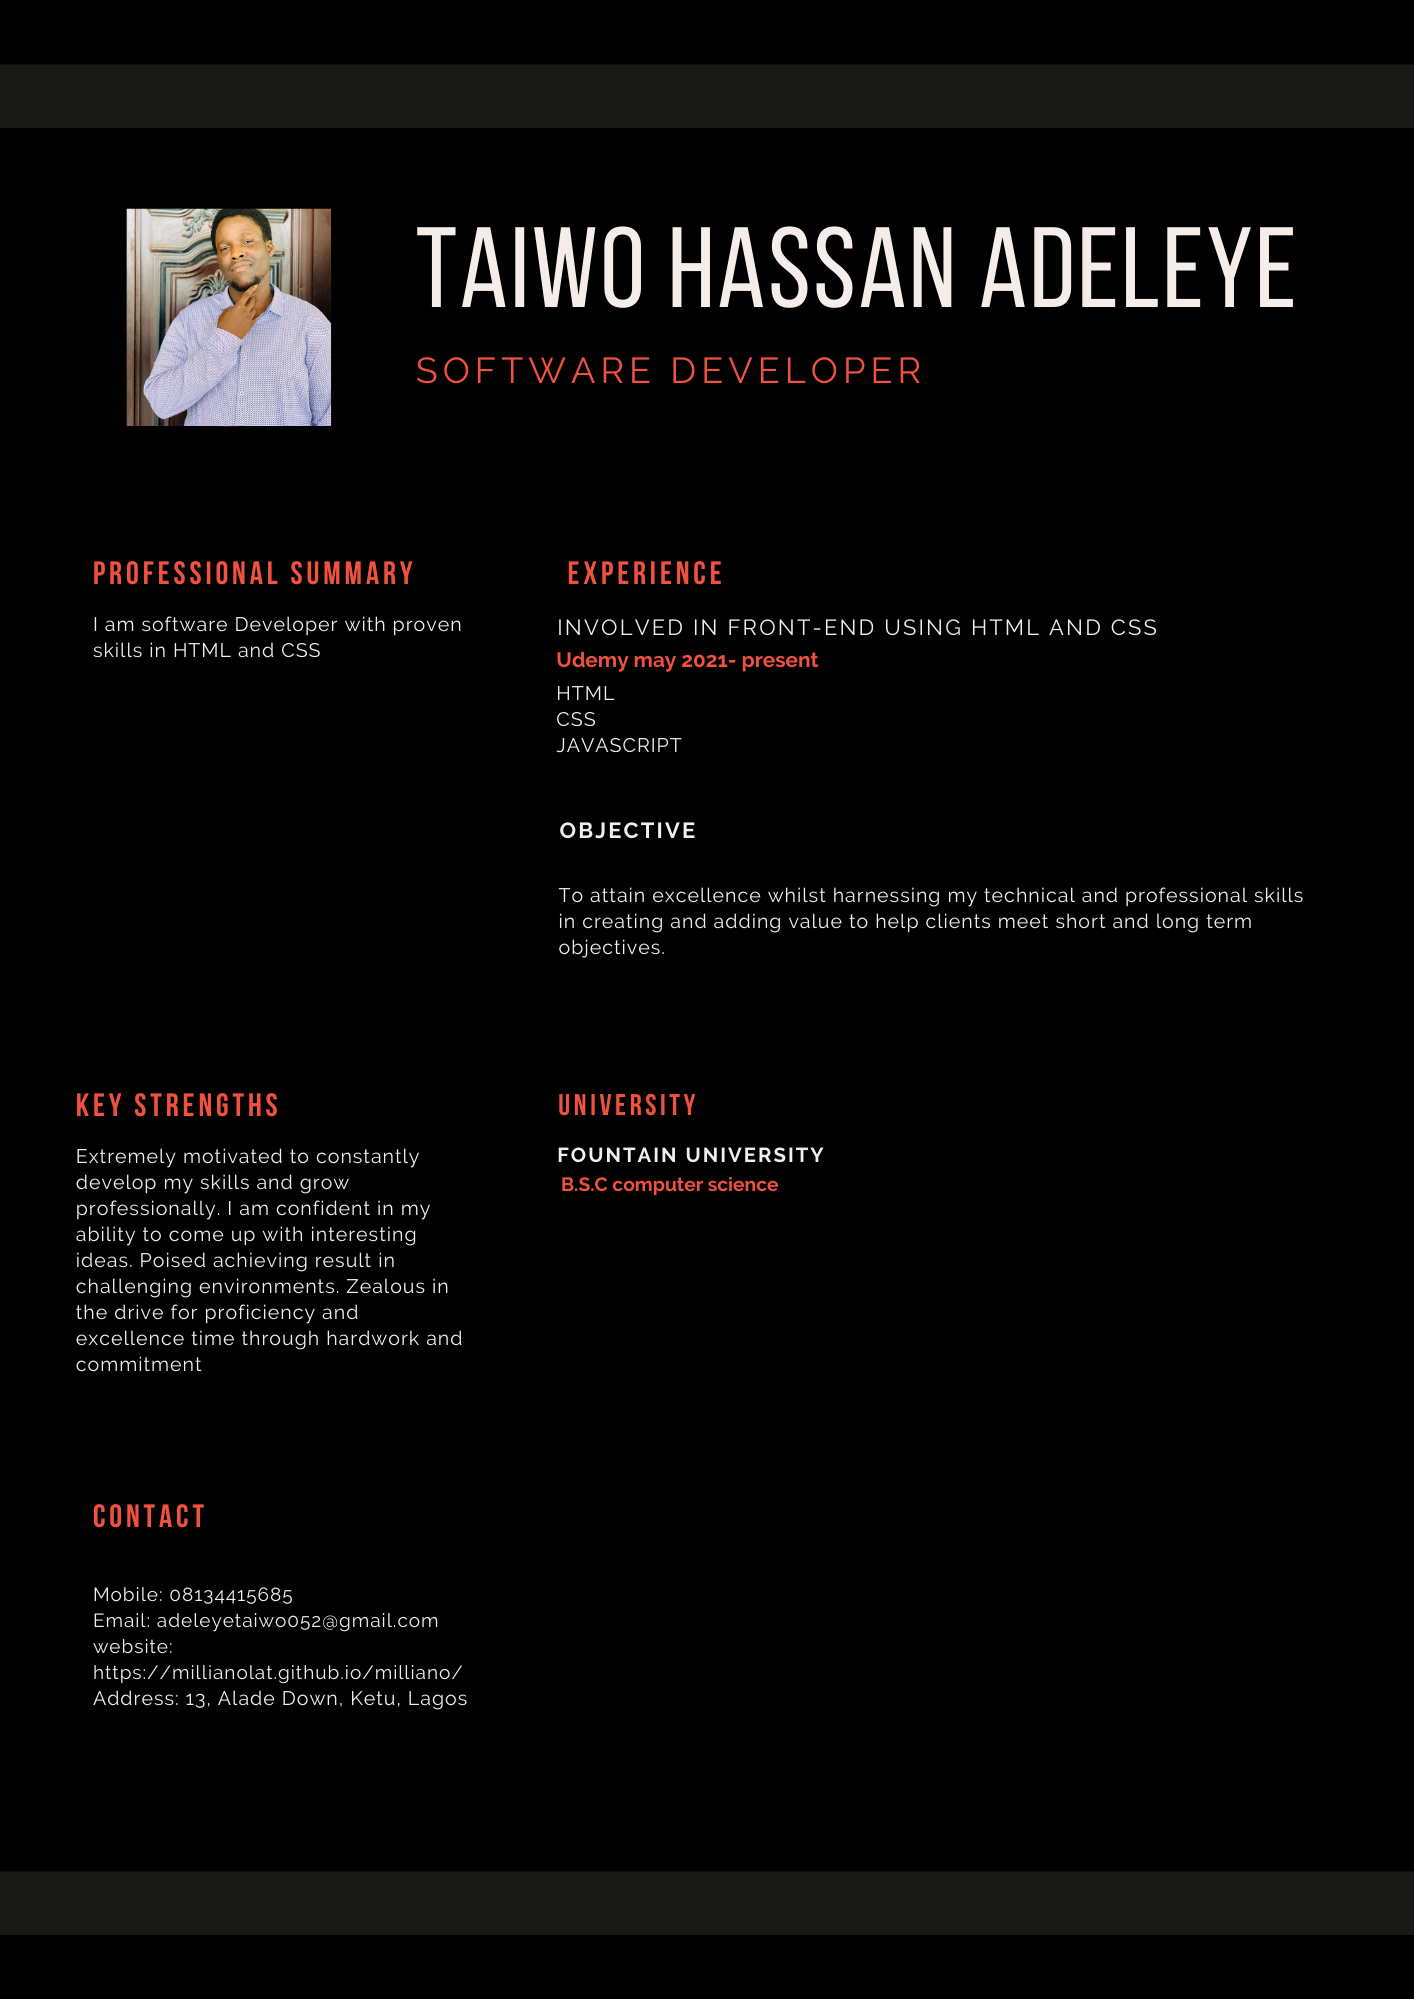 TAIWO HASSAN ADELEYE
SOFTWARE DEVELOPER
PROFESSIONAL SUMMARY
I am software Developer with proven
skills in HTML and CSS
EXPERIENCE
INVOLVED IN FRONT-END USING HTML AND CSS
Udemy may 2021- present
HTML
CSS
JAVASCRIPT
OBJECTIVE
To attain excellence whilst harnessing my technical and professional skills
in creating and adding value to help clients meet short and long term
objectives.
KEY STRENGTHS
Extremely motivated to constantly
develop my skills and grow
professionally. I am confident in my
ability to come up with interesting
ideas. Poised achieving result in
challenging environments. Zealous in
the drive for proficiency and
excellence time through hardwork and
commitment
UNIVERSITY
FOUNTAIN UNIVERSITY
B.S.C computer science
CONTACT
Mobile: 08134415685
Email: adeleyetaiwo052@gmail.com
website:
https://millianolat.github.io/milliano/
Address: 13, Alade Down, Ketu, Lagos